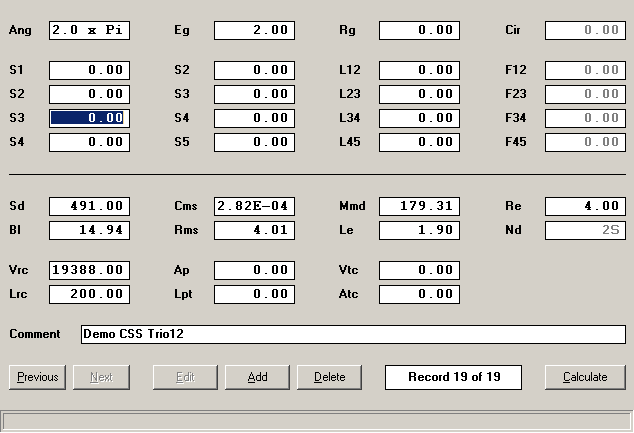 Ang 2.0 x Pi Eg 2.00 Rg 0.00 Cir 0.00
S1 0.00 S2 0.00 L12 0.00 F12 0.00
S2 0.00 S3 0.00 L23 0.00 F23 0.00
S3 0.00 S4 0.00 L34 0.00 F34 0.00
S4 0.00 S5 0.00 L45 0.00 F45 0.00
Sd 491.00 Cms 2.82E-04 Mmd 179.31 Re 4.00
Bl 14.94 Rms 4.01 Le 1.90 Nd 2S
Vrc 19388.00 Ap 0.00 Vtc 0.00
Lrc 200.00 Lpt 0.00 Atc 0.00
Comment Demo CSS Trio12
Previous Next Edit Add Delete Record 19 of 19 Calculate